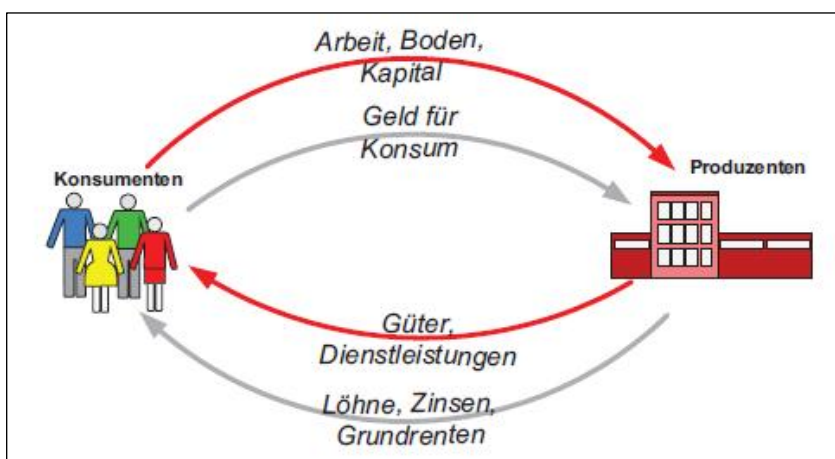 Arbeit, Boden,
Kapital
Geld für
Konsum
Konsumenten
Produzenten
Güter,
Dienstleistungen
Löhne, Zinsen,
Grundrenten